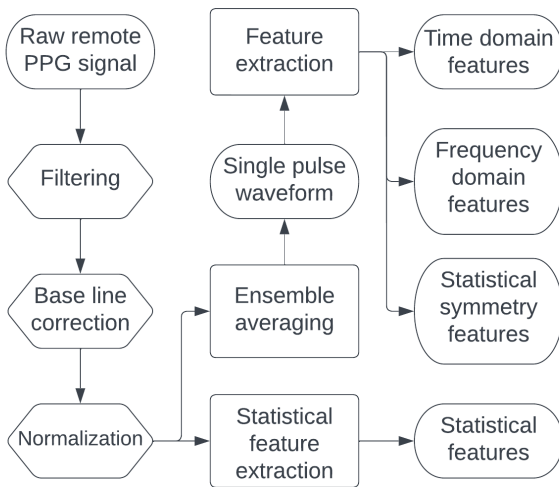 Raw remote
PPG signal
Filtering
Base line
correction
Normalization
Feature
extraction
Single pulse
waveform
Ensemble
averaging
Statistical
feature
extraction
Time domain
features
Frequency
domain
features
Statistical
symmetry
features
Statistical
features